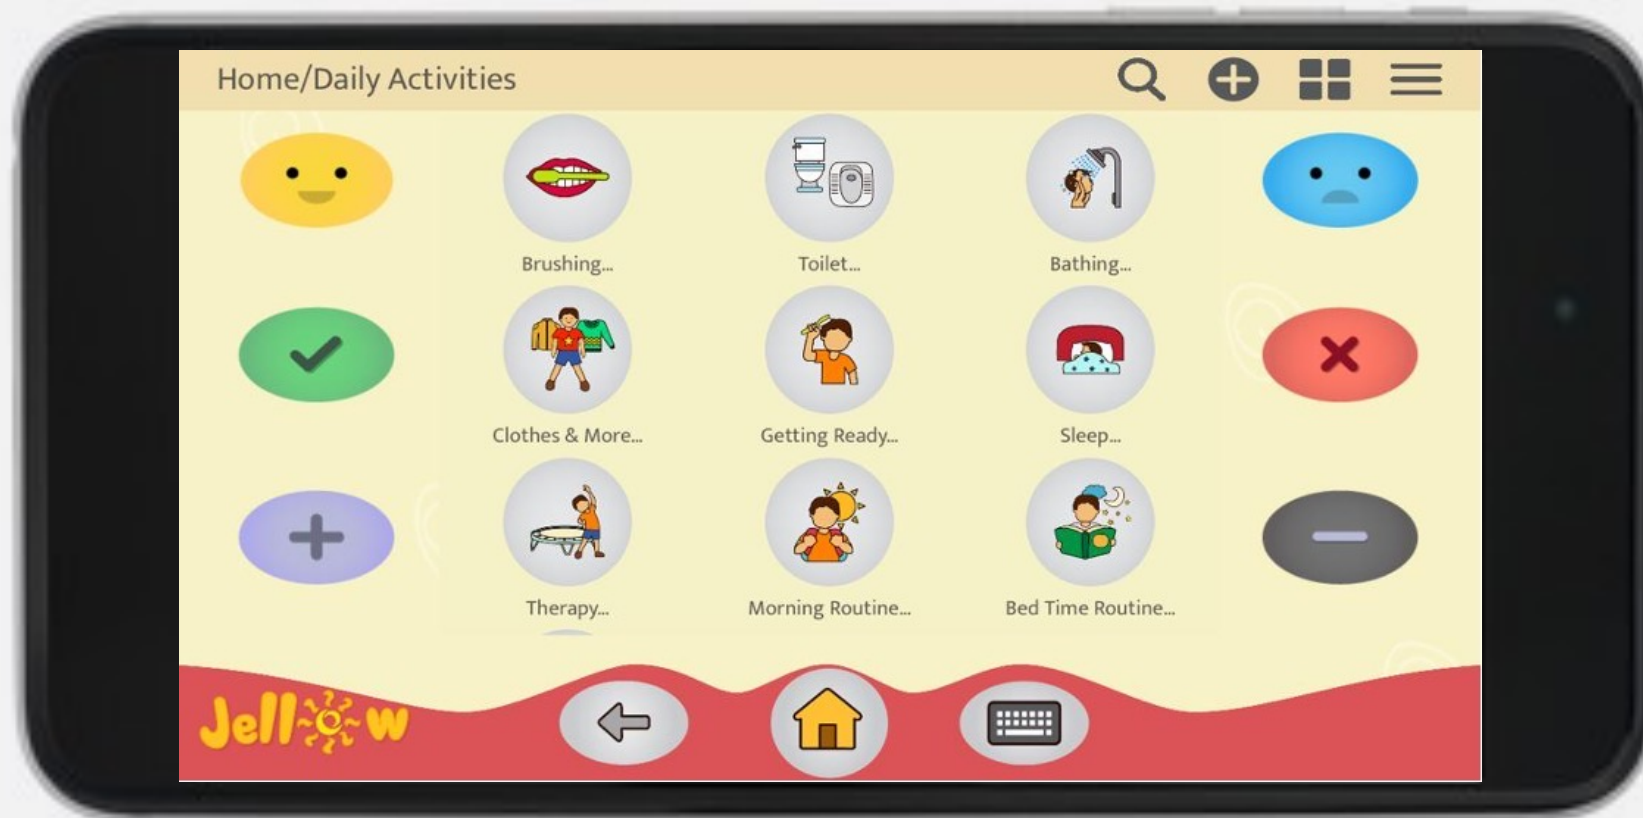 Home/Daily Activities
Brushing...
Toilet...
Bathing...
Clothes & More...
Getting Ready...
Sleep...
Therapy...
Morning Routine...
Bed Time Routine...
Jellow